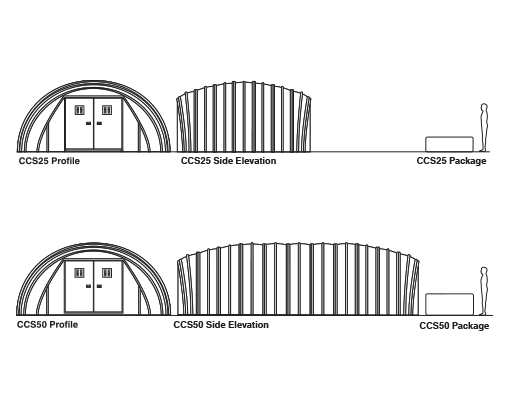 CCS25 Profile
CCS25 Side Elevation
CCS25 Package
CCS50 Profile
CCS50 Side Elevation
CCS50 Package